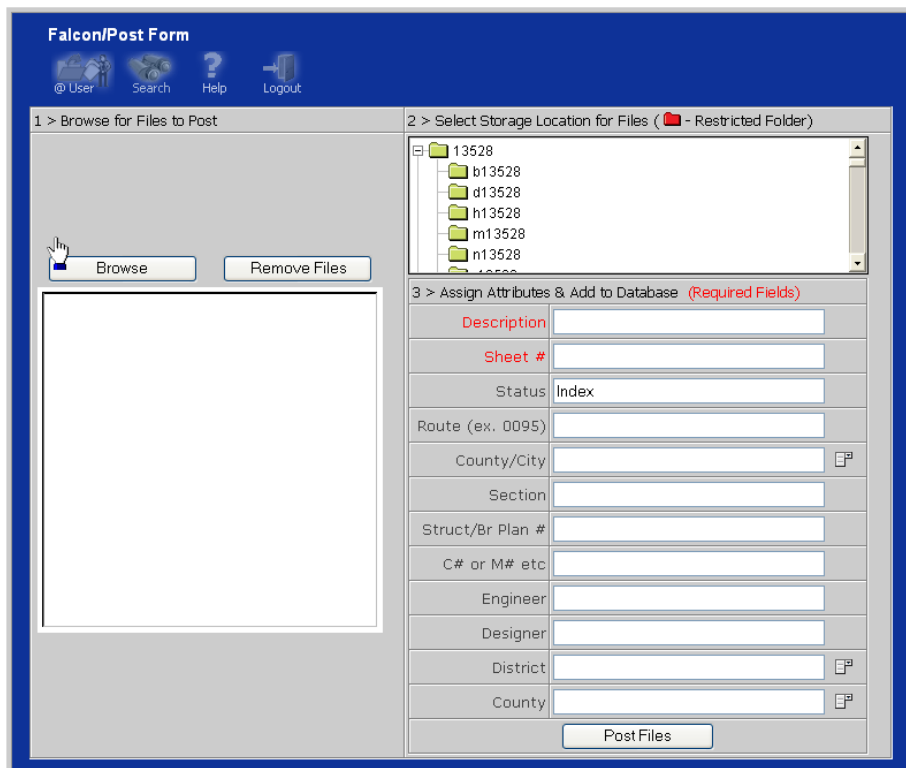 Falcon/Post Form
@ User Search Help Logout
1 > Browse for Files to Post
Browse Remove Files
2 > Select Storage Location for Files ( - Restricted Folder)
13528
b13528
d13528
h13528
m13528
n13528
3 > Assign Attributes & Add to Database (Required Fields)
Description
Sheet #
Status Index
Route (ex. 0095)
County/City
Section
Struct/Br Plan #
C# or M# etc
Engineer
Designer
District
County
Post Files